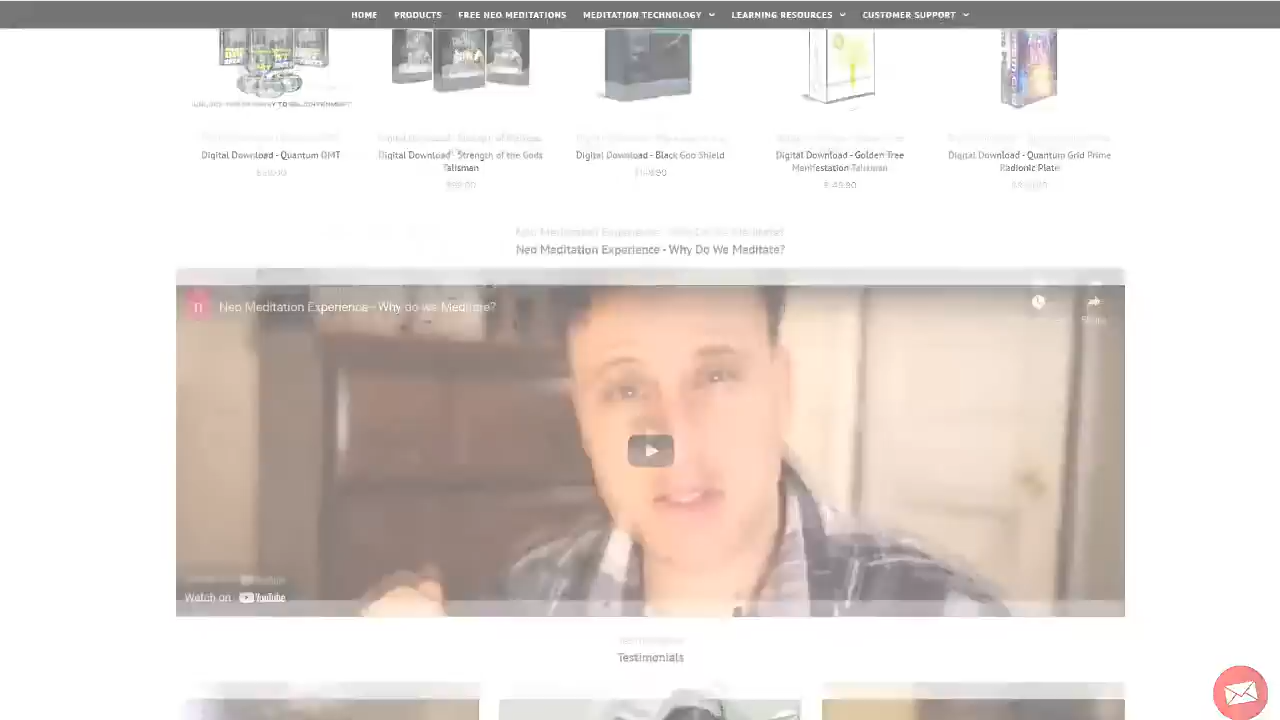 HOME PRODUCTS FREE NEO MEDITATIONS MEDITATION TECHNOLOGY LEARNING RESOURCES CUSTOMER SUPPORT
Digital Download - Quantum DMT
Digital Download - Strength of the Gods
Talisman
Digital Download - Black Goo Shield
Digital Download - Golden Tree
Manifestation Talisman
Digital Download - Quantum Grid Prime
Radionic Plate
Neo Meditation Experience - Why Do We Meditate?
n Neo Meditation Experience - Why do we Meditate?
Share
Watch on YouTube
Testimonials